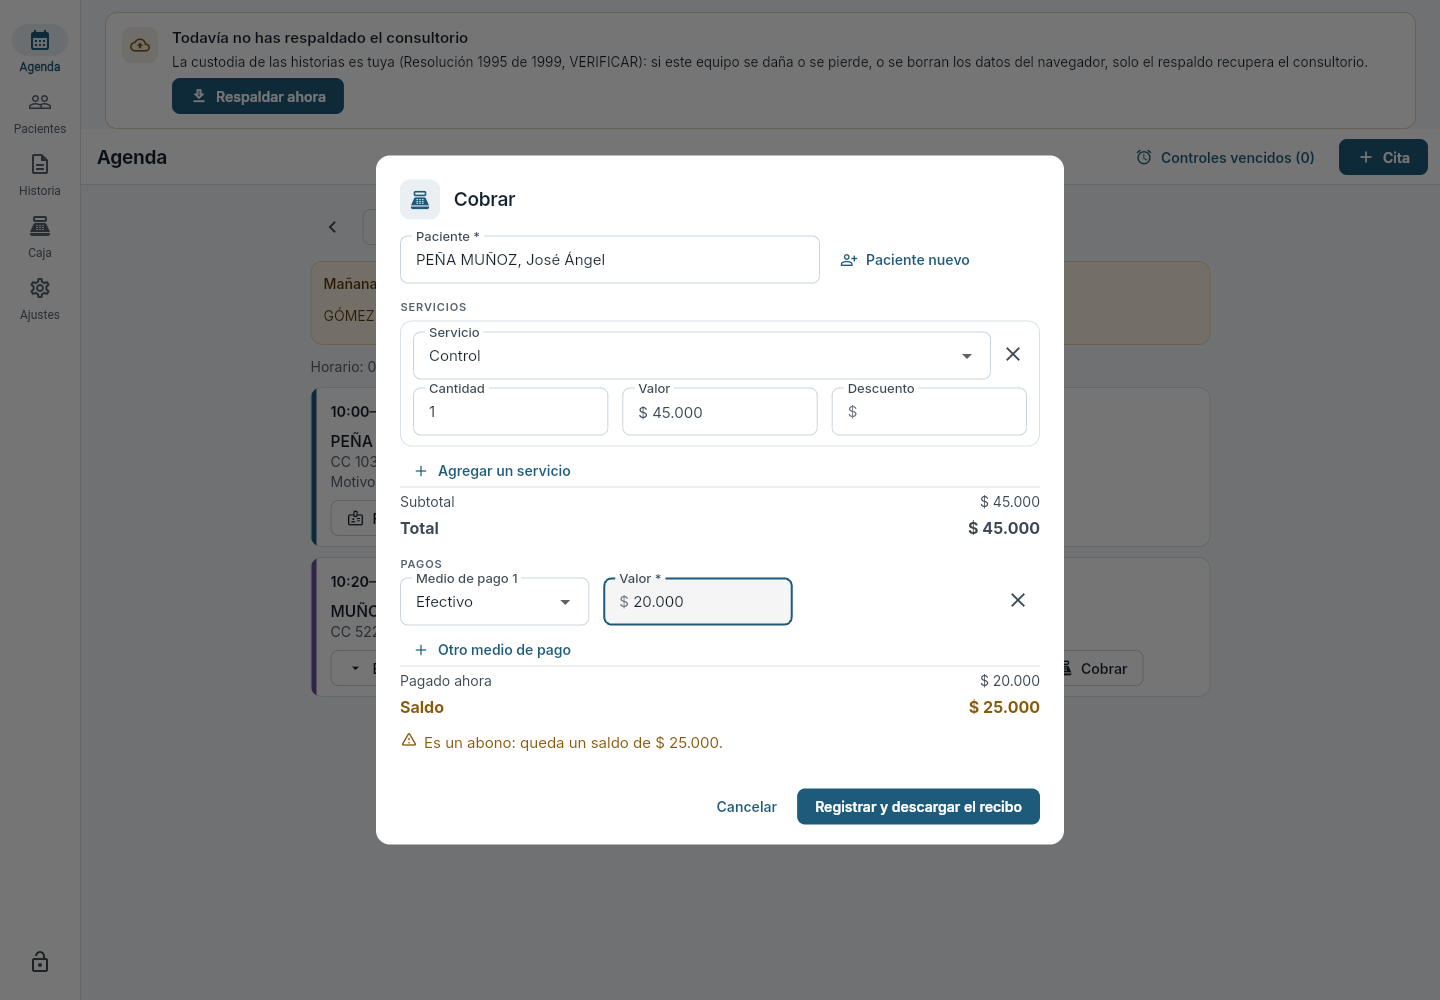 Todavía no has respaldado el consultorio
La custodia de las historias es tuya (Resolución 1995 de 1999, VERIFICAR): si este equipo se daña o se pierde, o se borran los datos del navegador, solo el respaldo recupera el consultorio.
Respaldar ahora
Agenda
Pacientes
Historia
Caja
Ajustes
Agenda
Controles vencidos (0)
Cita
Mañana
GÓMEZ
Horario: 0
10:00–
PEÑA
CC 103
Motivo
10:20–
MUÑO
CC 522
Cobrar
Cobrar
Paciente *
PEÑA MUÑOZ, José Ángel
Paciente nuevo
SERVICIOS
Servicio
Control
Cantidad
1
Valor
$ 45.000
Descuento
$
Agregar un servicio
Subtotal
$ 45.000
Total
$ 45.000
PAGOS
Medio de pago 1
Efectivo
Valor *
$ 20.000
Otro medio de pago
Pagado ahora
$ 20.000
Saldo
$ 25.000
Es un abono: queda un saldo de $ 25.000.
Cancelar
Registrar y descargar el recibo